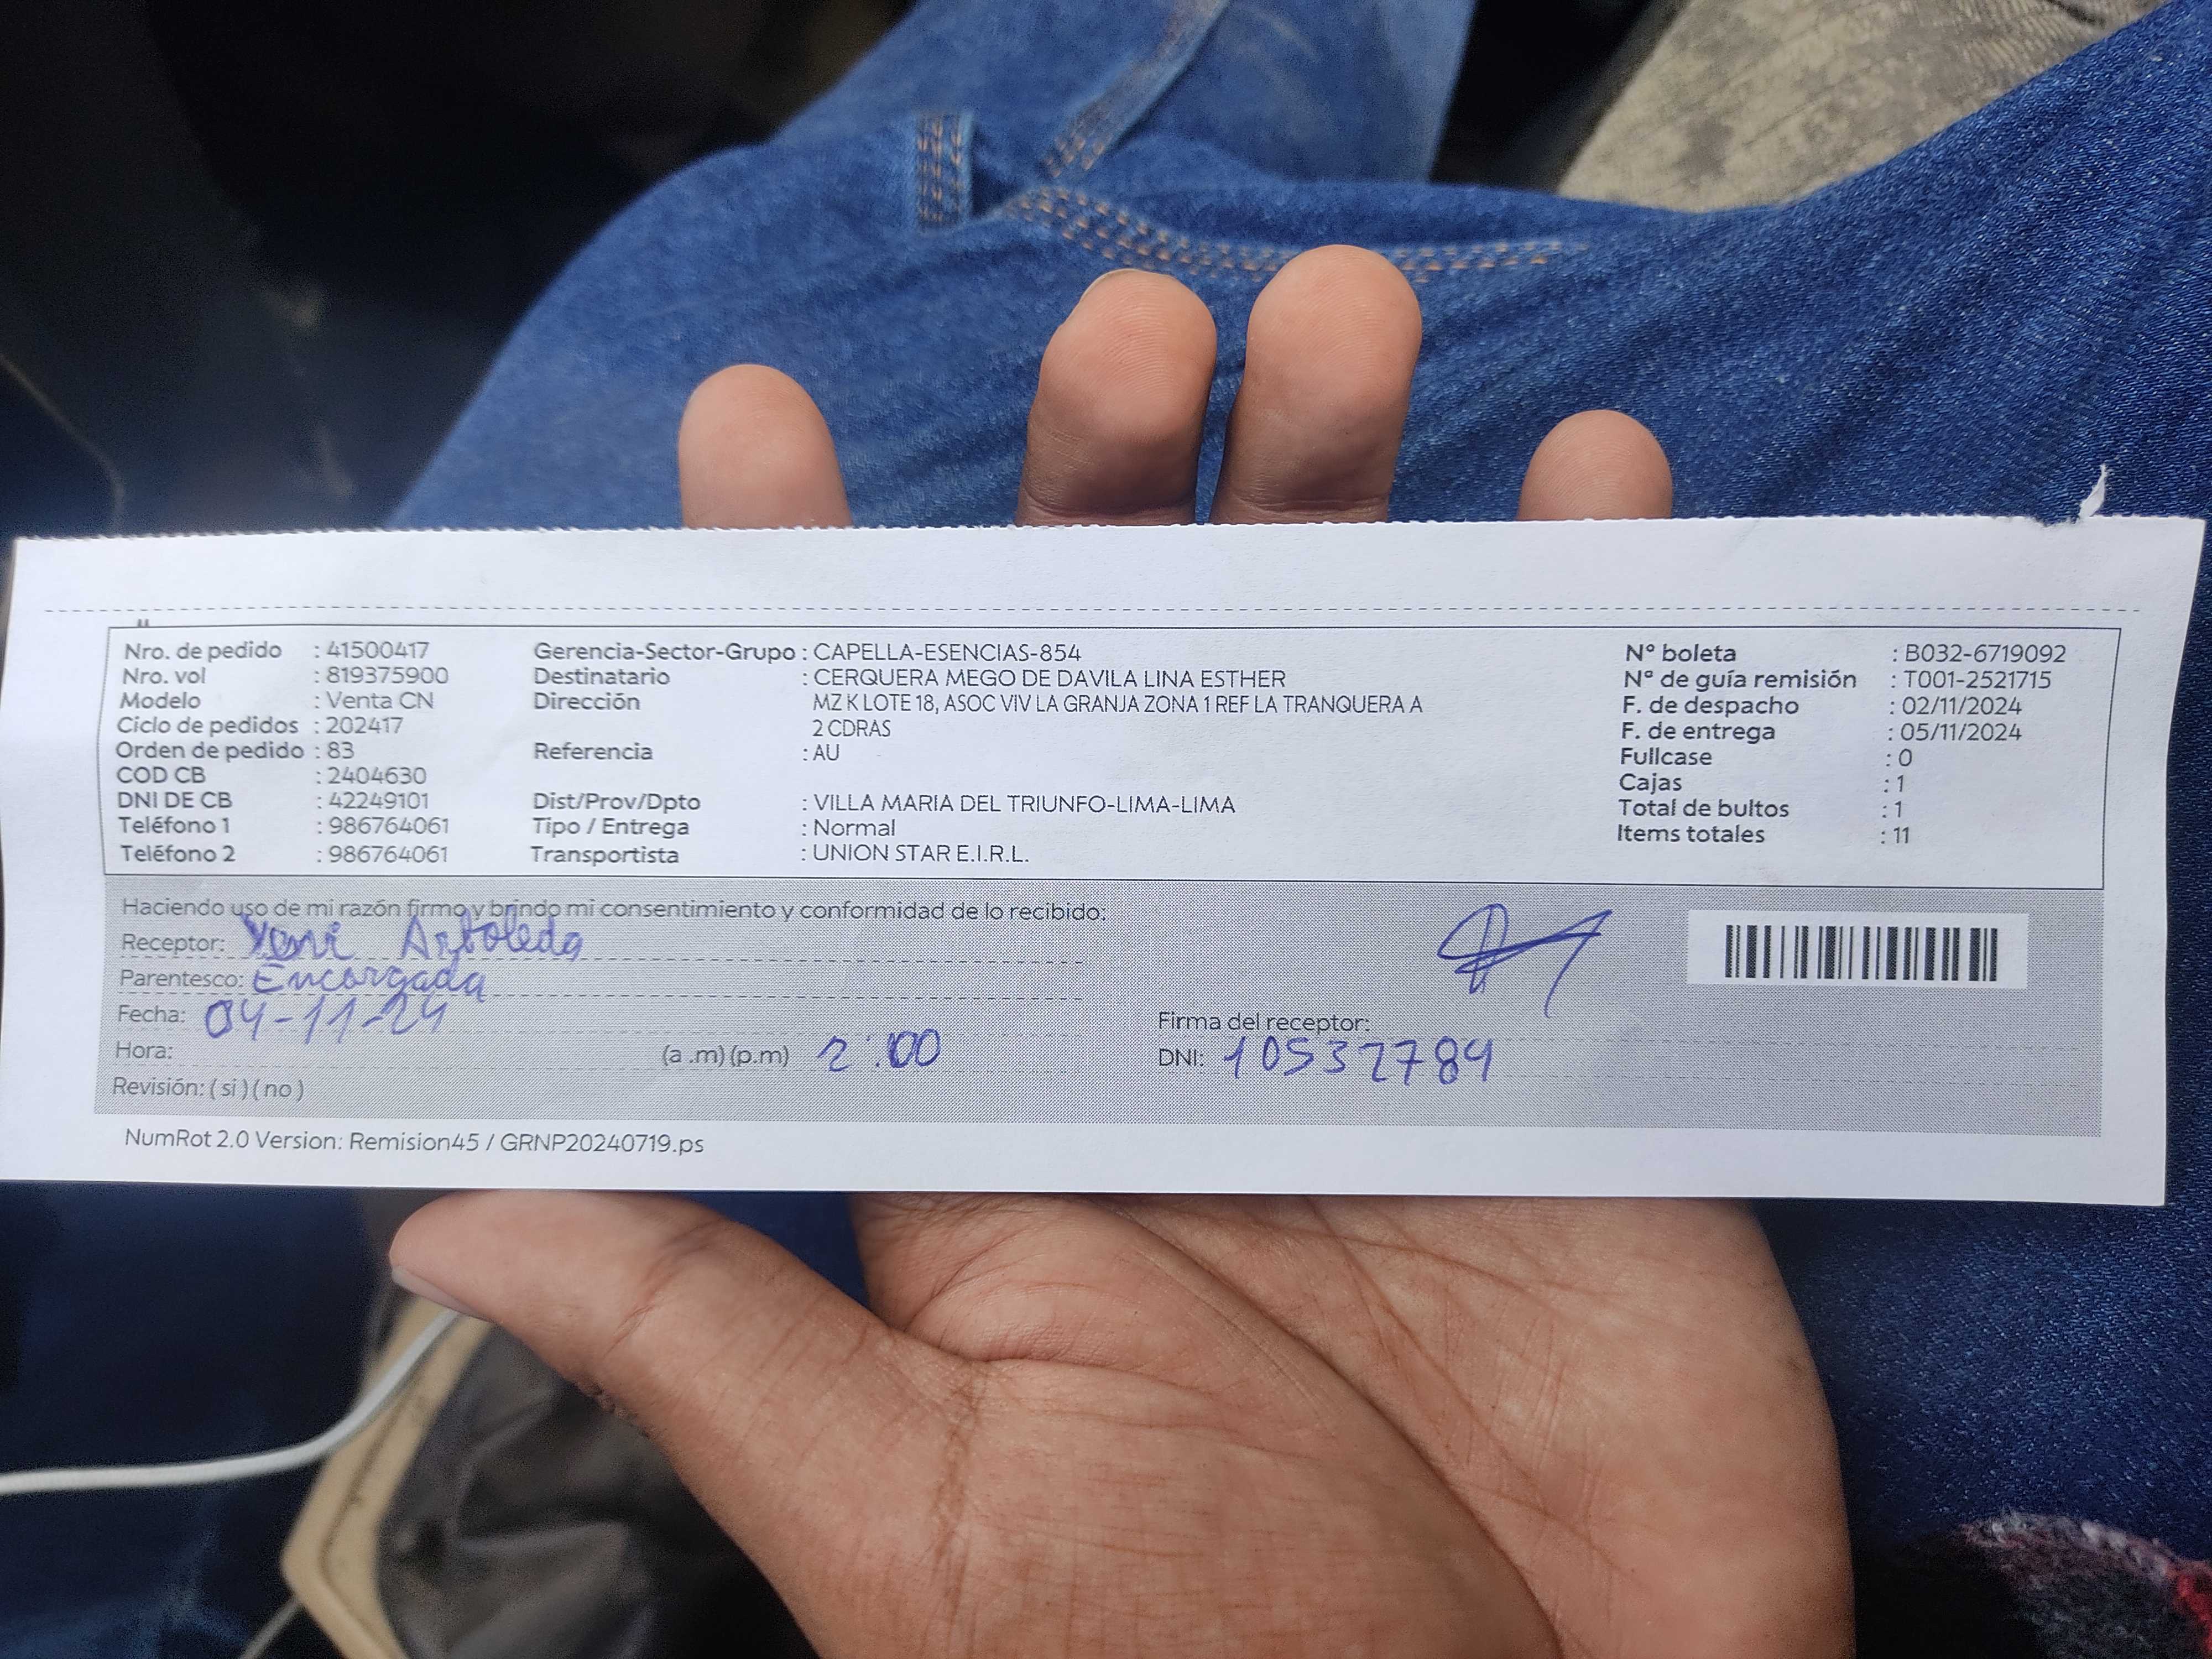 Nro. de pedido : 41500417
Nro. vol : 819375900
Modelo : Venta CN
Ciclo de pedidos : 202417
Orden de pedido : 83
COD CB : 2404630
DNI DE CB : 42249101
Teléfono 1 : 986764061
Teléfono 2 : 986764061
Gerencia-Sector-Grupo : CAPELLA-ESENCIAS-854
Destinatario : CERQUERA MEGO DE DAVILA LINA ESTHER
Dirección MZ K LOTE 18, ASOC VIV LA GRANJA ZONA 1 REF LA TRANQUERA A
2 CDRAS
Referencia : AU
Dist/Prov/Dpto : VILLA MARIA DEL TRIUNFO-LIMA-LIMA
Tipo / Entrega : Normal
Transportista : UNION STAR E.I.R.L.
N° boleta : B032-6719092
N° de guía remisión : T001-2521715
F. de despacho : 02/11/2024
F. de entrega : 05/11/2024
Fullcase : 0
Cajas : 1
Total de bultos : 1
Items totales : 11
Haciendo uso de mi razón firmo y brindo mi consentimiento y conformidad de lo recibido:
Receptor: Yeni Arboleda
Parentesco: Encargada
Fecha: 04-11-24
Hora: (a .m) (p.m) 2:00
Revisión: ( si ) ( no )
Firma del receptor:
DNI: 10532784
NumRot 2.0 Version: Remision45 / GRNP20240719.ps